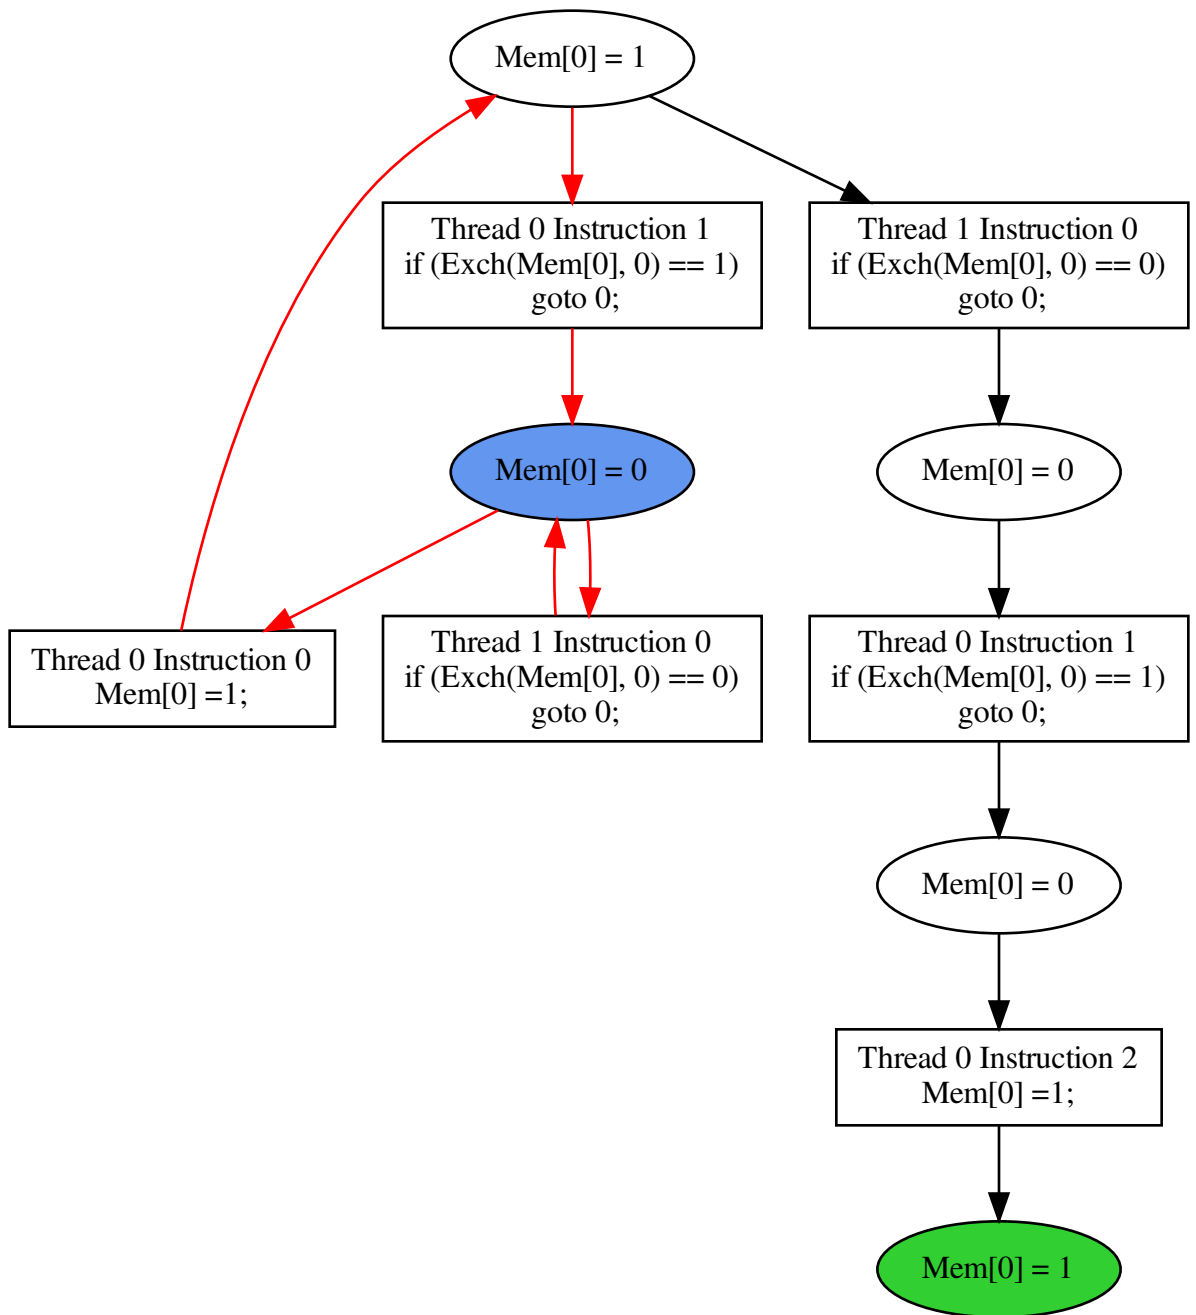 Mem[0] = 1
Thread 0 Instruction 1
if (Exch(Mem[0], 0) == 1)
goto 0;
Thread 1 Instruction 0
if (Exch(Mem[0], 0) == 0)
goto 0;
Mem[0] = 0
Mem[0] = 0
Thread 0 Instruction 0
Mem[0] =1;
Thread 1 Instruction 0
if (Exch(Mem[0], 0) == 0)
goto 0;
Thread 0 Instruction 1
if (Exch(Mem[0], 0) == 1)
goto 0;
Mem[0] = 0
Thread 0 Instruction 2
Mem[0] =1;
Mem[0] = 1